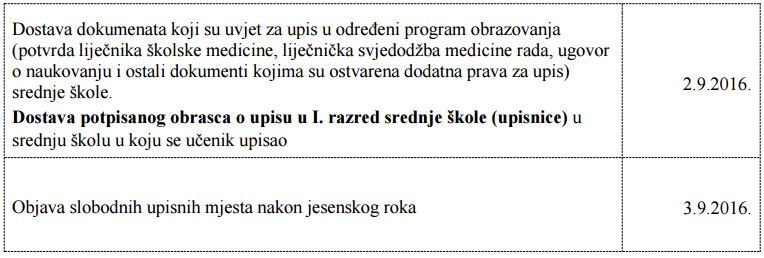 Dostava dokumenata koji su uvjet za upis u određeni program obrazovanja
(potvrda liječnika školske medicine, liječnička svjedodžba medicine rada, ugovor
o naukovanju i ostali dokumenti kojima su ostvarena dodatna prava za upis)
srednje škole.
Dostava potpisanog obrasca o upisu u I. razred srednje škole (upisnice) u
srednju školu u koju se učenik upisao
2.9.2016.
Objava slobodnih upisnih mjesta nakon jesenskog roka
3.9.2016.